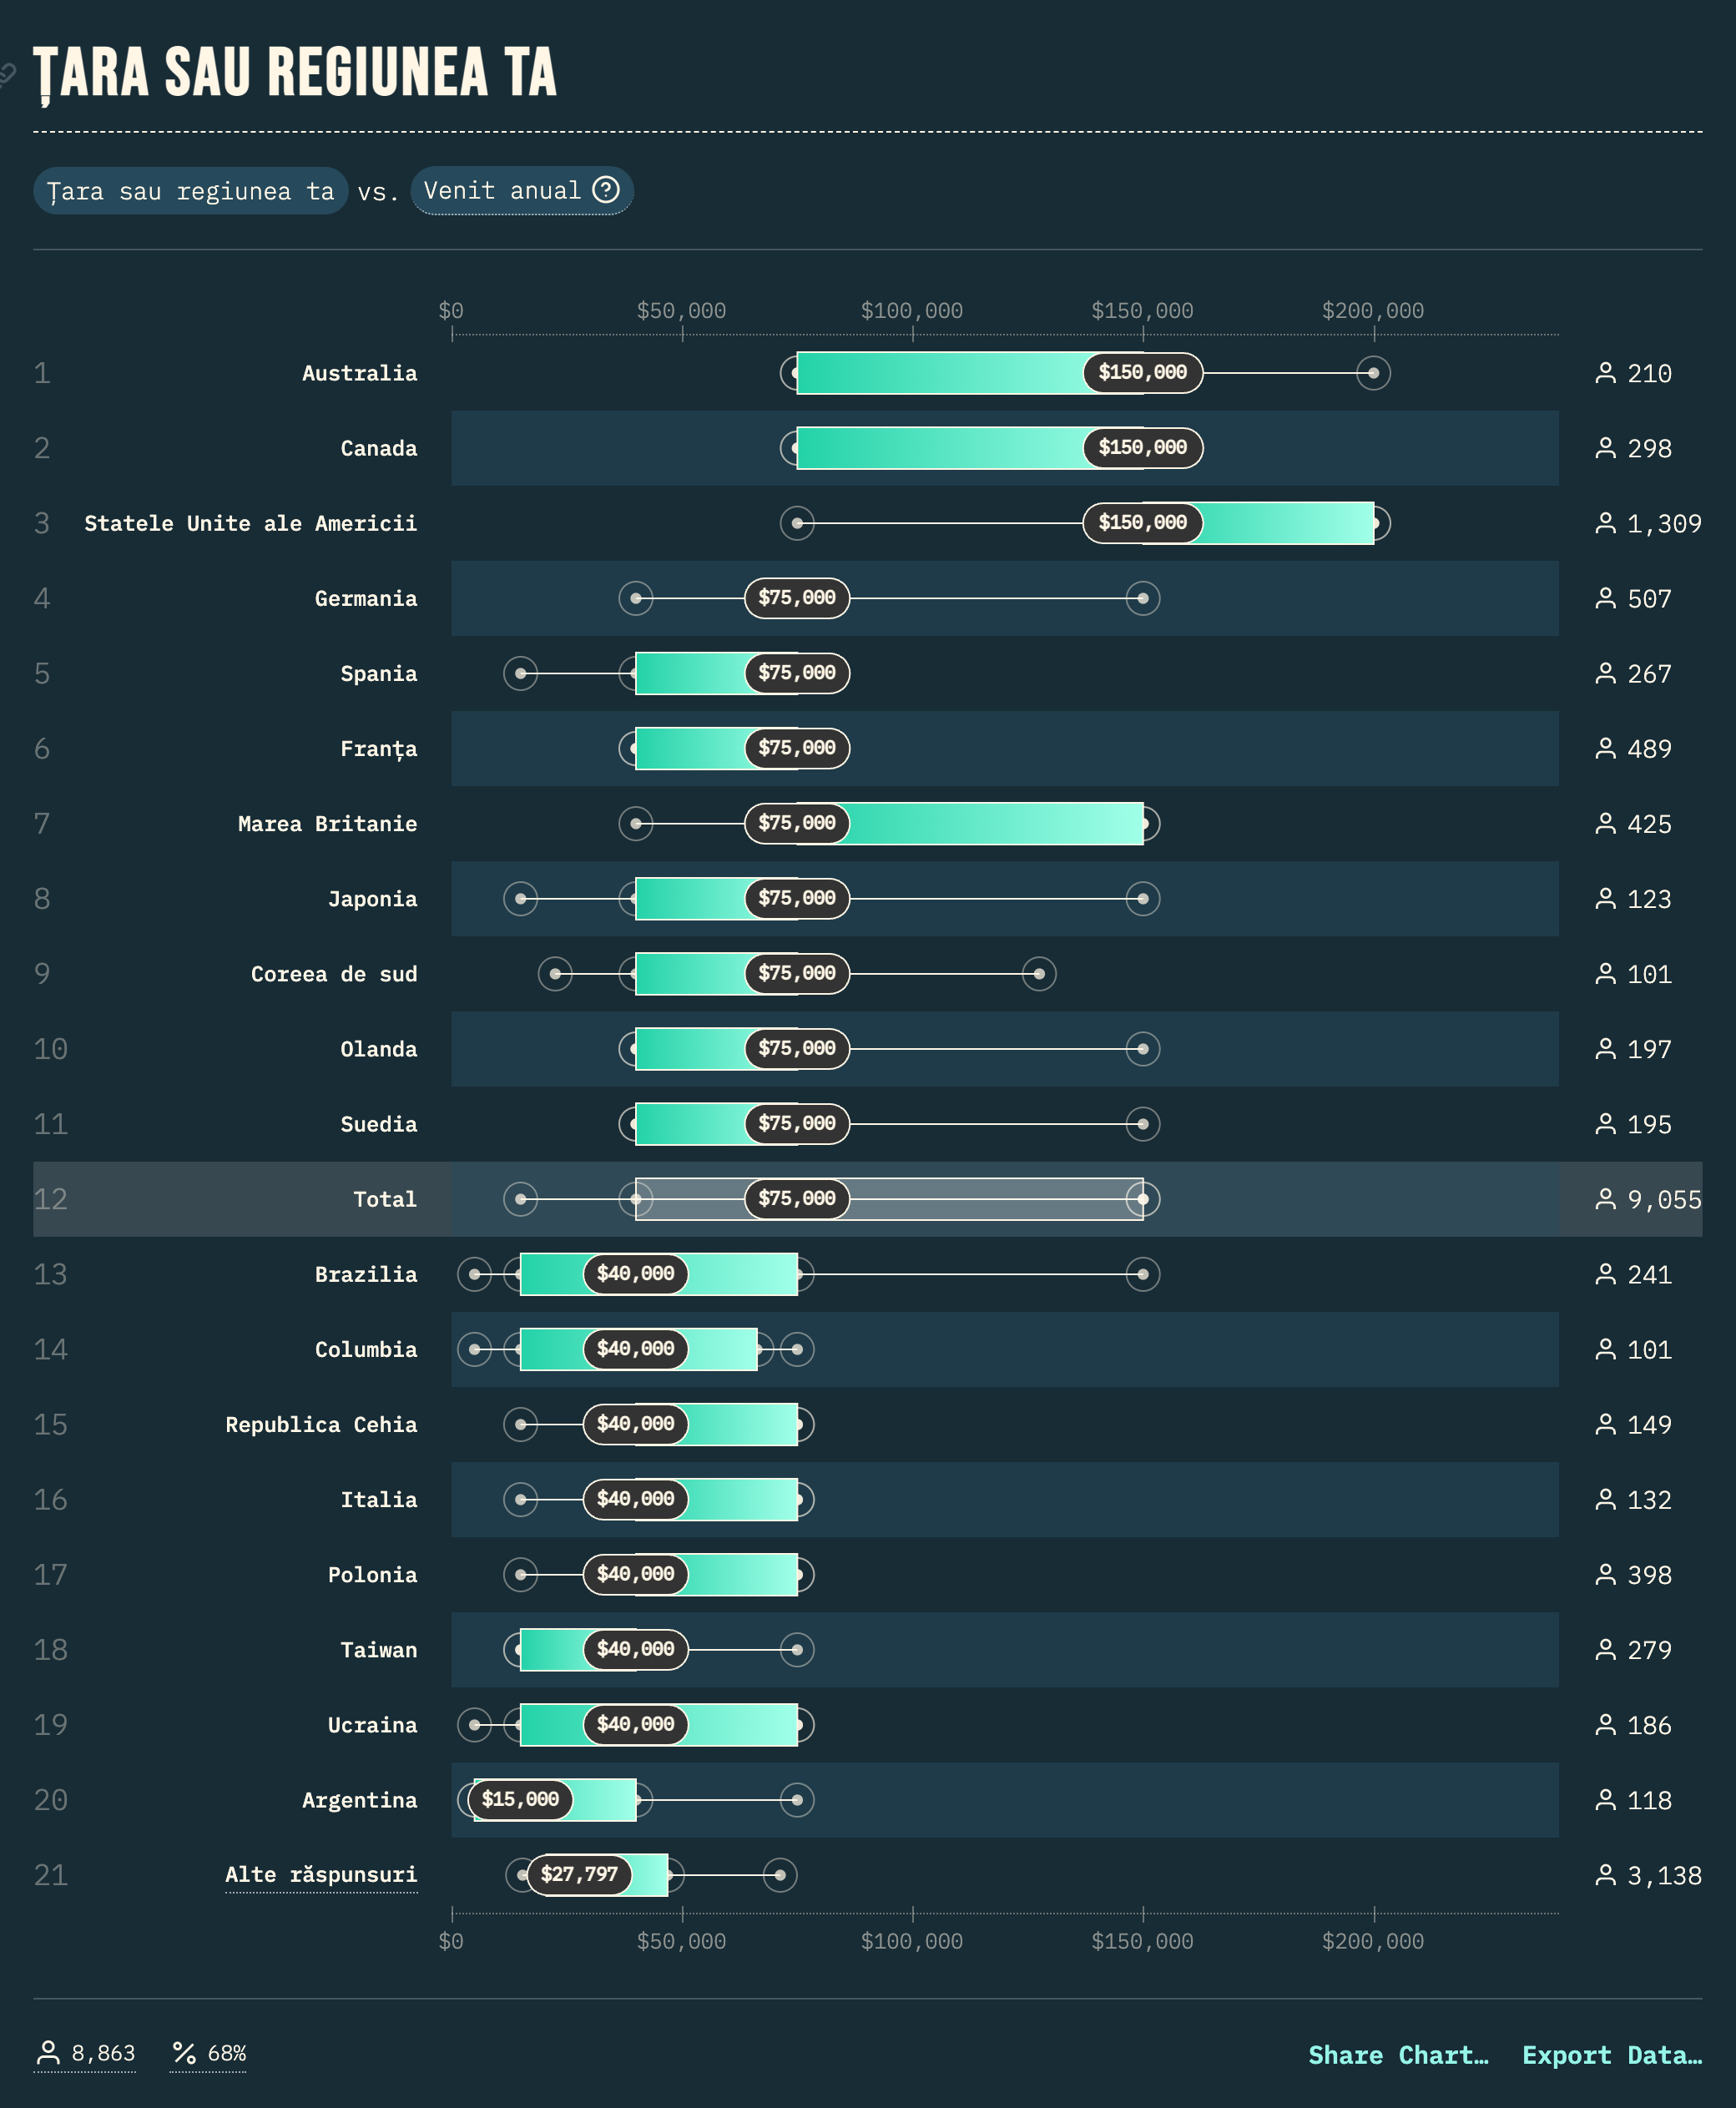 ȚARA SAU REGIUNEA TA
Țara sau regiunea ta vs. Venit anual ?
$0 $50,000 $100,000 $150,000 $200,000
1 Australia $150,000 210
2 Canada $150,000 298
3 Statele Unite ale Americii $150,000 1,309
4 Germania $75,000 507
5 Spania $75,000 267
6 Franța $75,000 489
7 Marea Britanie $75,000 425
8 Japonia $75,000 123
9 Coreea de sud $75,000 101
10 Olanda $75,000 197
11 Suedia $75,000 195
12 Total $75,000 9,055
13 Brazilia $40,000 241
14 Columbia $40,000 101
15 Republica Cehia $40,000 149
16 Italia $40,000 132
17 Polonia $40,000 398
18 Taiwan $40,000 279
19 Ucraina $40,000 186
20 Argentina $15,000 118
21 Alte răspunsuri $27,797 3,138
$0 $50,000 $100,000 $150,000 $200,000
8,863 % 68% Share Chart… Export Data…